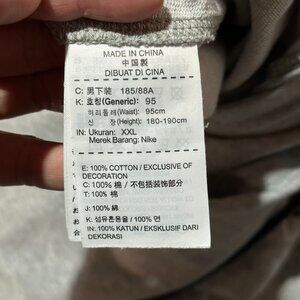 MADE IN CHINA
中国製
DIBUAT DI CINA
C: 男下装 185/88A
K: 호칭(Generic): 95
허리둘레(Waist): 95cm
신 장(Height): 180-190cm
IN: Ukuran: XXL
Merek Barang: Nike
E: 100% COTTON / EXCLUSIVE OF
DECORATION
C: 100% 棉 / 不包括装饰部分
T: 100% 棉
J: 100% 綿
K: 섬유혼용율 / 100% 면
IN: 100% KATUN / EKSKLUSIF DARI
DEKORASI